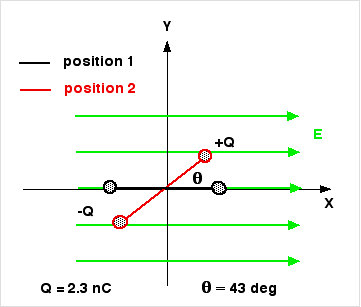 Y
position 1
position 2
E
+Q
θ
X
-Q
Q = 2.3 nC
θ = 43 deg